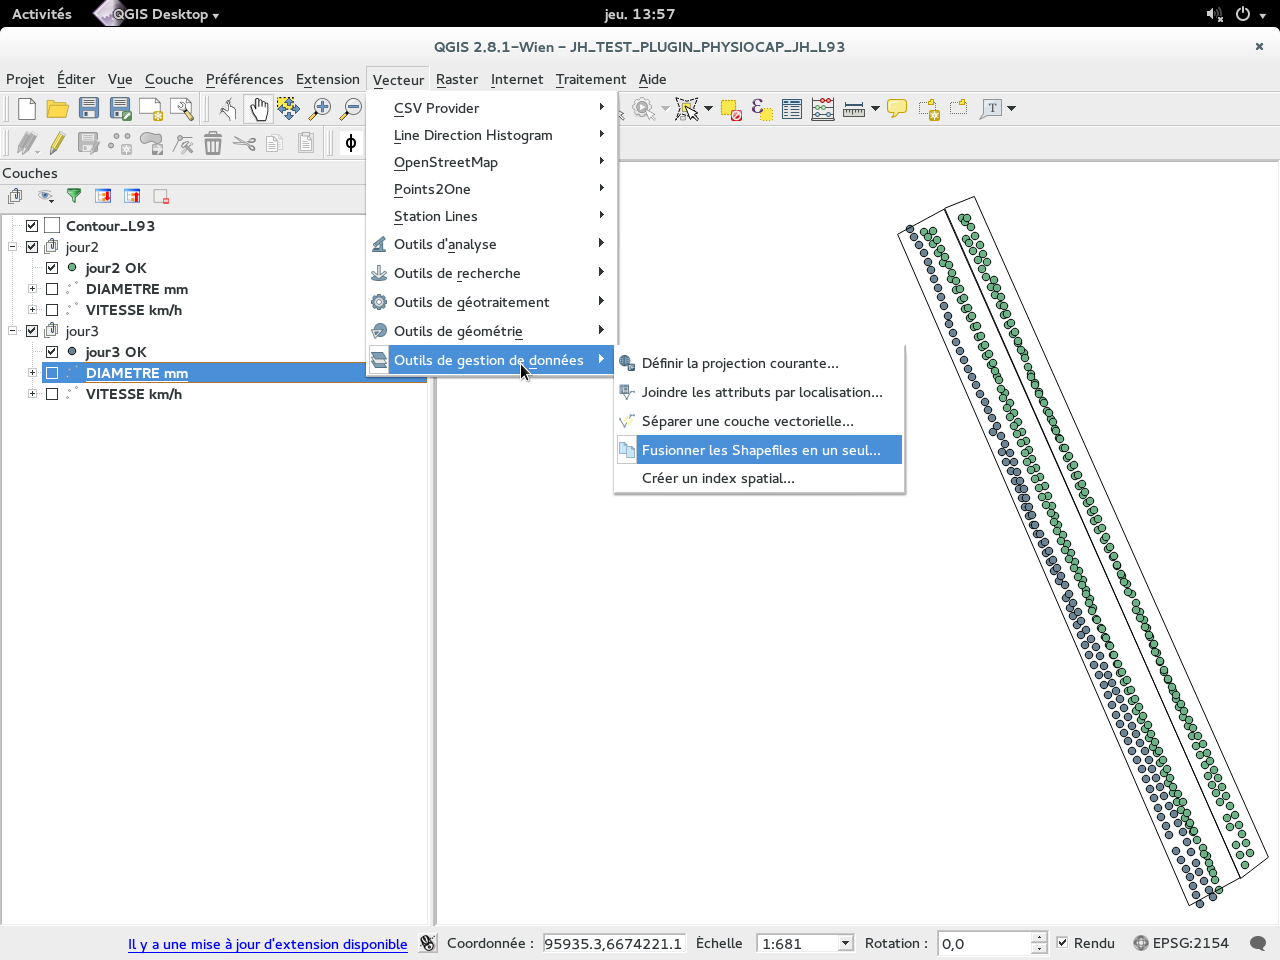 Activités QGIS Desktop jeu. 13:57
QGIS 2.8.1-Wien – JH_TEST_PLUGIN_PHYSIOCAP_JH_L93
Projet Éditer Vue Couche Préférences Extension Vecteur Raster Internet Traitement Aide
CSV Provider
Line Direction Histogram
OpenStreetMap
Points2One
Station Lines
Outils d'analyse
Outils de recherche
Outils de géotraitement
Outils de géométrie
Outils de gestion de données
Définir la projection courante...
Joindre les attributs par localisation...
Séparer une couche vectorielle...
Fusionner les Shapefiles en un seul...
Créer un index spatial...
Couches
Contour_L93
jour2
jour2 OK
DIAMETRE mm
VITESSE km/h
jour3
jour3 OK
DIAMETRE mm
VITESSE km/h
Il y a une mise à jour d'extension disponible Coordonnée : 95935.3,6674221.1 Échelle 1:681 Rotation : 0,0 Rendu EPSG:2154